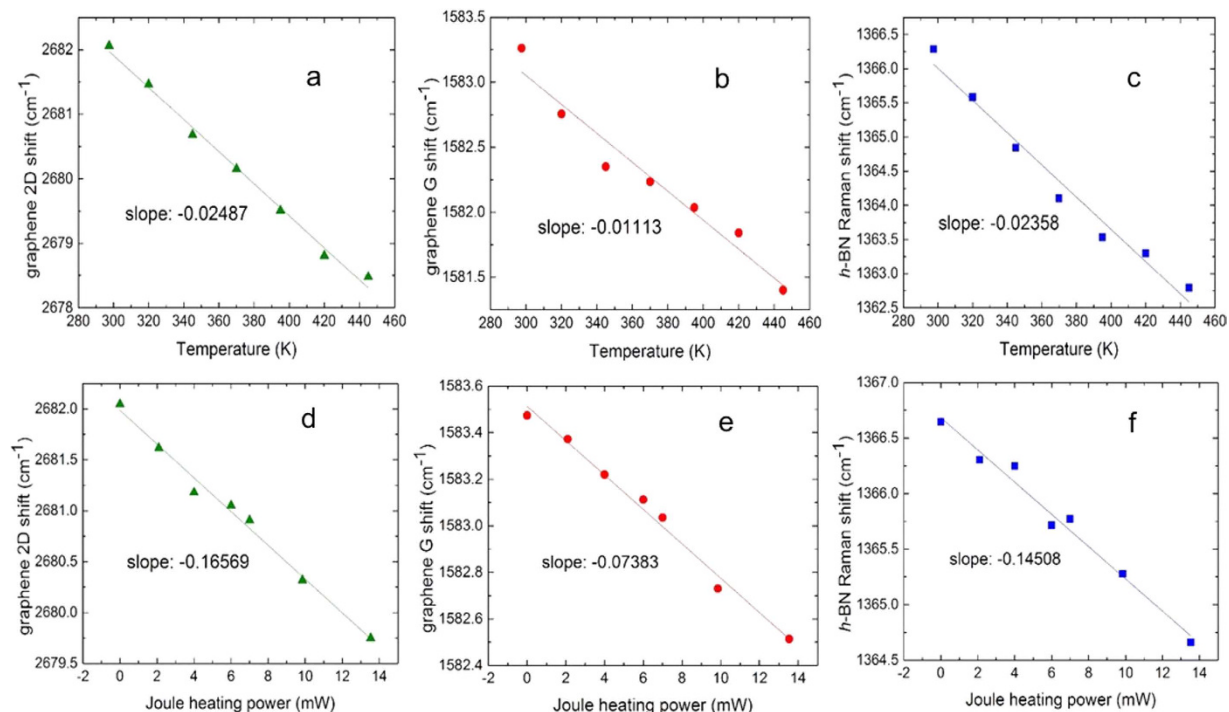 a
graphene 2D shift (cm⁻¹)
2682
2681
2680
2679
2678
slope: -0.02487
280 300 320 340 360 380 400 420 440 460
Temperature (K)
b
graphene G shift (cm⁻¹)
1583.5
1583.0
1582.5
1582.0
1581.5
slope: -0.01113
280 300 320 340 360 380 400 420 440 460
Temperature (K)
c
h-BN Raman shift (cm⁻¹)
1366.5
1366.0
1365.5
1365.0
1364.5
1364.0
1363.5
1363.0
1362.5
slope: -0.02358
280 300 320 340 360 380 400 420 440 460
Temperature (K)
d
graphene 2D shift (cm⁻¹)
2682.0
2681.5
2681.0
2680.5
2680.0
2679.5
slope: -0.16569
-2 0 2 4 6 8 10 12 14
Joule heating power (mW)
e
graphene G shift (cm⁻¹)
1583.6
1583.4
1583.2
1583.0
1582.8
1582.6
1582.4
slope: -0.07383
-2 0 2 4 6 8 10 12 14
Joule heating power (mW)
f
h-BN Raman shift (cm⁻¹)
1367.0
1366.5
1366.0
1365.5
1365.0
1364.5
slope: -0.14508
-2 0 2 4 6 8 10 12 14
Joule heating power (mW)